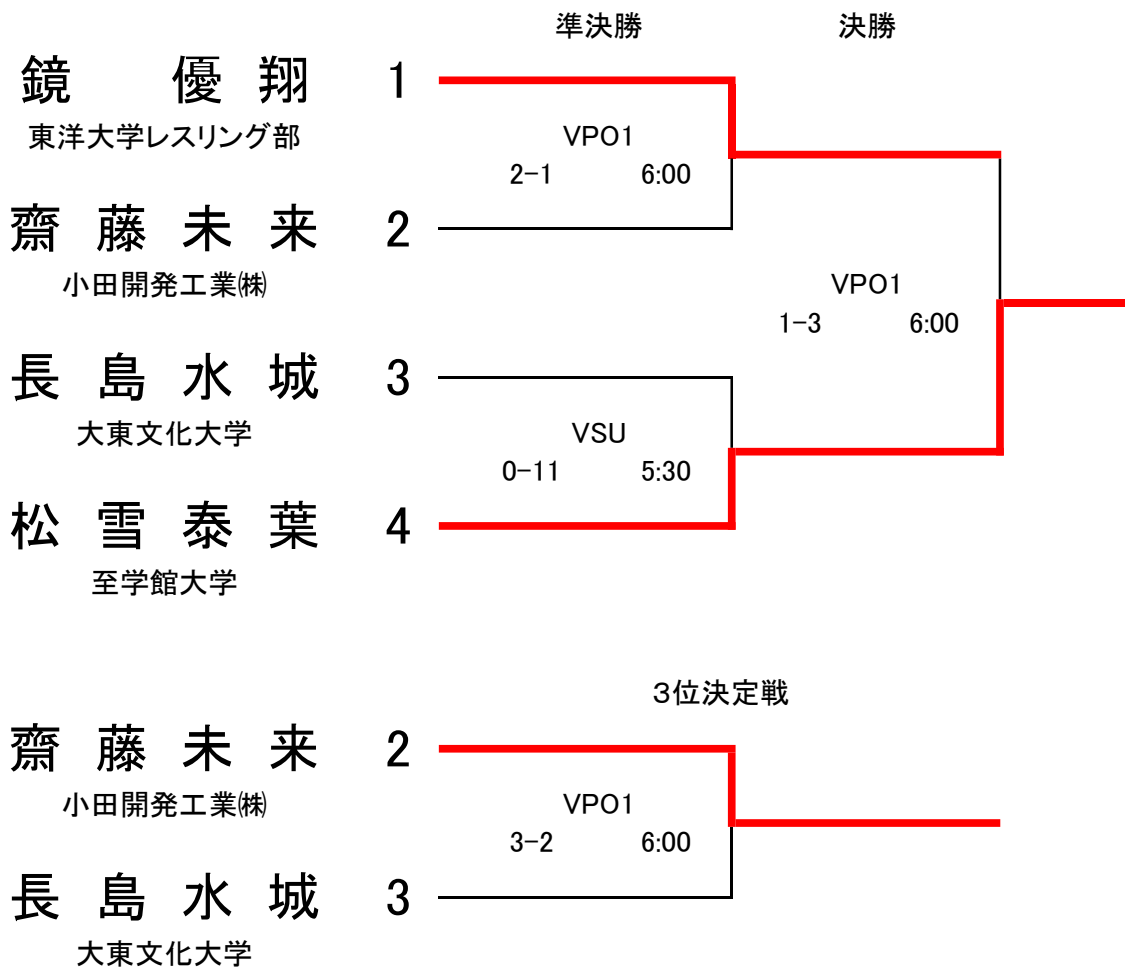 準決勝 決勝
鏡 優 翔 1
東洋大学レスリング部
VPO1
2-1 6:00
齋 藤 未 来 2
小田開発工業㈱
VPO1
1-3 6:00
長 島 水 城 3
大東文化大学
VSU
0-11 5:30
松 雪 泰 葉 4
至学館大学
３位決定戦
齋 藤 未 来 2
小田開発工業㈱
VPO1
3-2 6:00
長 島 水 城 3
大東文化大学